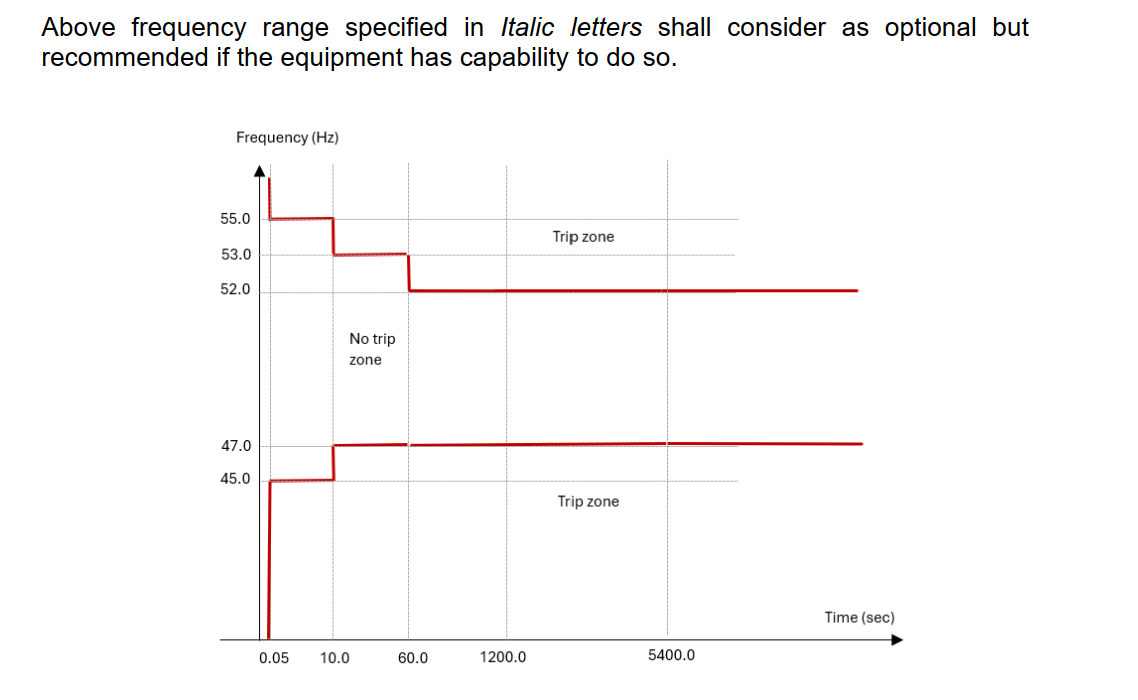 Above frequency range specified in Italic letters shall consider as optional but
recommended if the equipment has capability to do so.
Frequency (Hz)
55.0
Trip zone
53.0
52.0
No trip
zone
47.0
45.0
Trip zone
Time (sec)
0.05 10.0 60.0 1200.0 5400.0